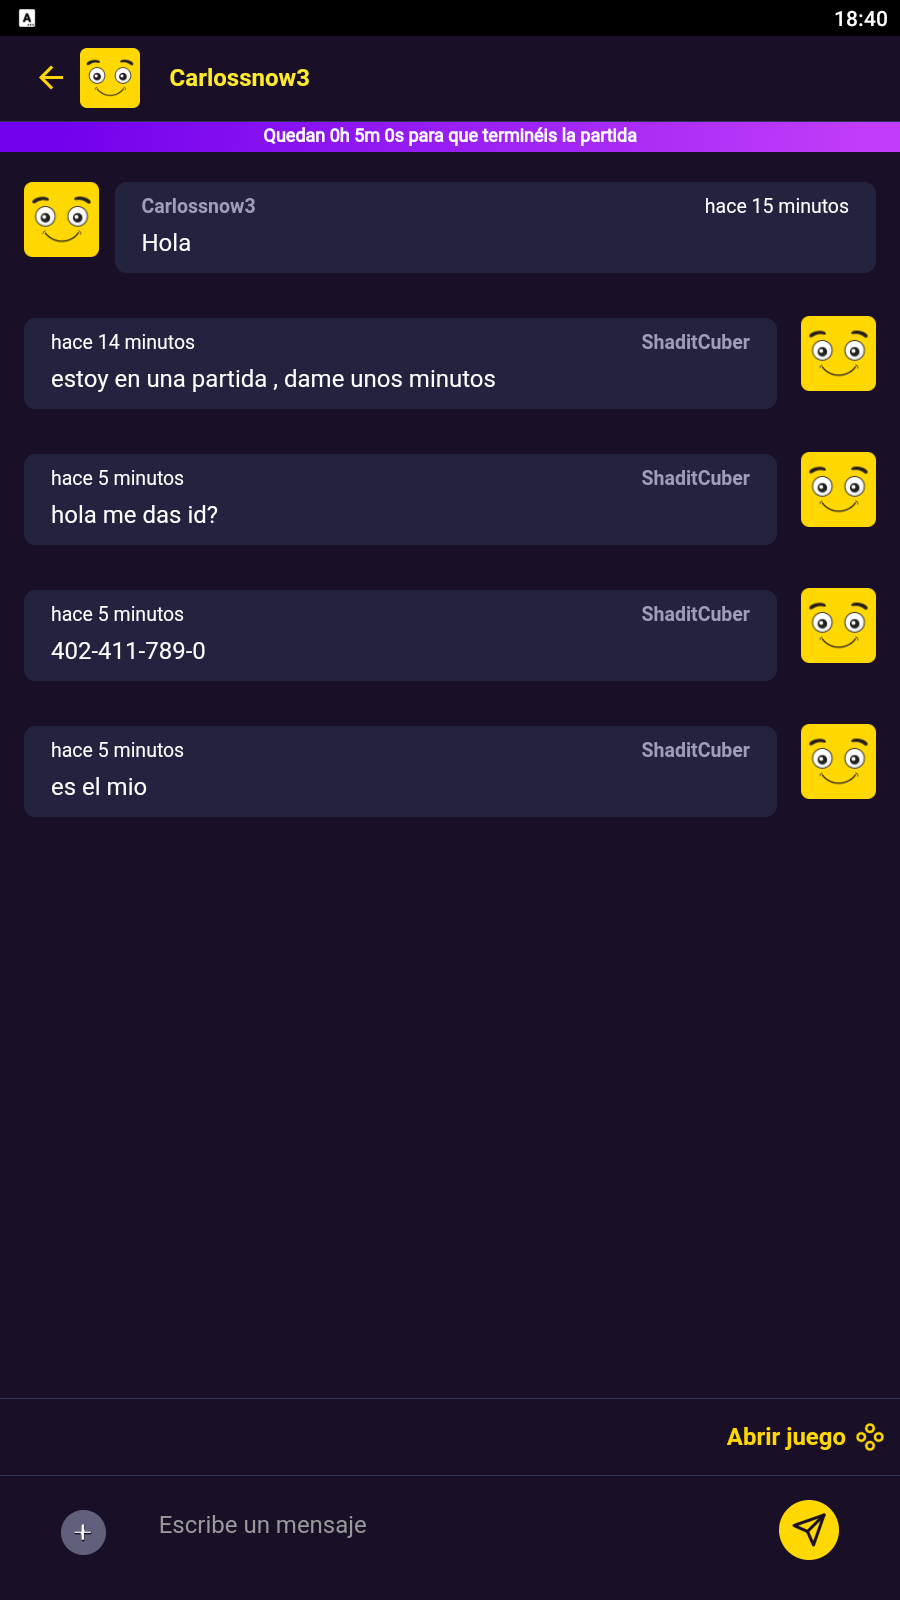 A
18:40
Carlossnow3
Quedan 0h 5m 0s para que terminéis la partida
Carlossnow3 hace 15 minutos
Hola
hace 14 minutos ShaditCuber
estoy en una partida , dame unos minutos
hace 5 minutos ShaditCuber
hola me das id?
hace 5 minutos ShaditCuber
402-411-789-0
hace 5 minutos ShaditCuber
es el mio
Abrir juego
Escribe un mensaje